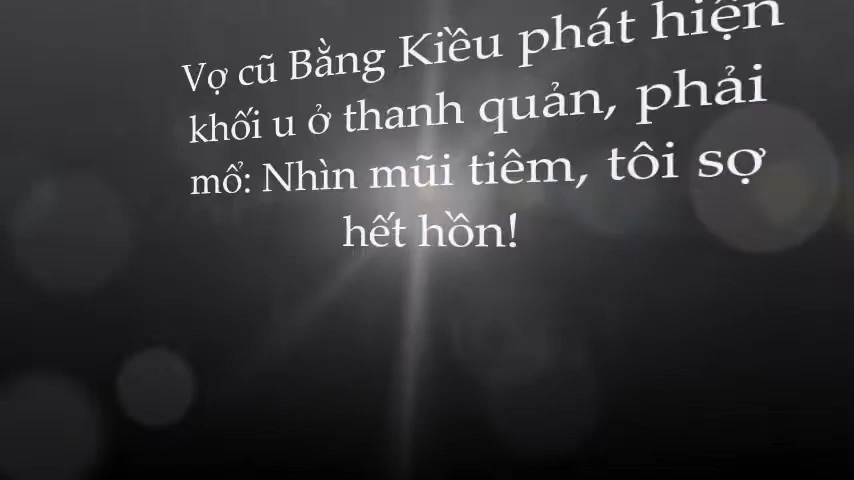 Vợ cũ Bằng Kiều phát hiện
khối u ở thanh quản, phải
mổ: Nhìn mũi tiêm, tôi sợ
hết hồn!